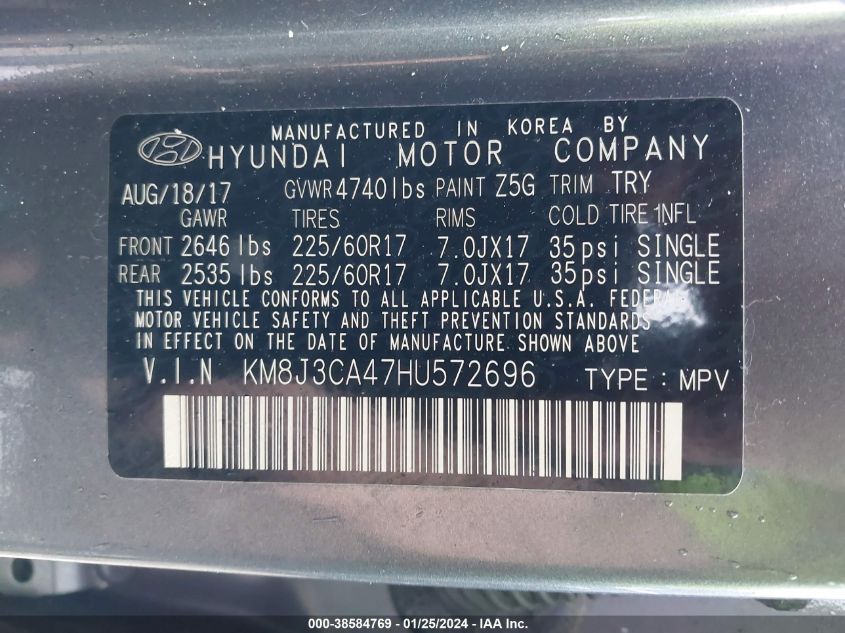 MANUFACTURED IN KOREA BY
HYUNDAI MOTOR COMPANY
AUG/18/17 GVWR 4740lbs PAINT Z5G TRIM TRY
GAWR TIRES RIMS COLD TIRE INFL
FRONT 2646 lbs 225/60R17 7.0JX17 35psi SINGLE
REAR 2535 lbs 225/60R17 7.0JX17 35psi SINGLE
THIS VEHICLE CONFORMS TO ALL APPLICABLE U.S.A. FEDERAL
MOTOR VEHICLE SAFETY AND THEFT PREVENTION STANDARDS
IN EFFECT ON THE DATE OF MANUFACTURE SHOWN ABOVE
V.I.N KM8J3CA47HU572696 TYPE : MPV
000-38584769 - 01/25/2024 - IAA Inc.